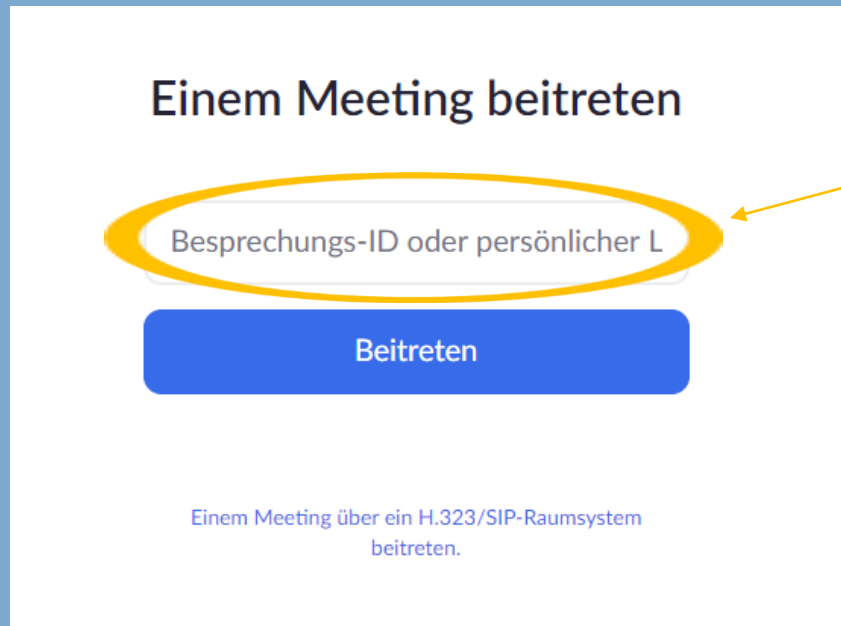 Einem Meeting beitreten
Besprechungs-ID oder persönlicher L
Beitreten
Einem Meeting über ein H.323/SIP-Raumsystem
beitreten.